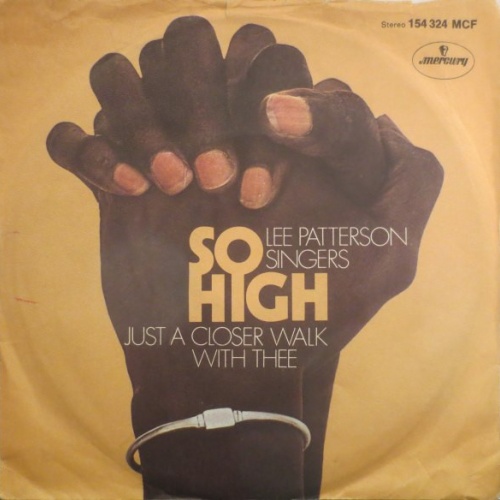 Stereo 154 324 MCF
mercury
LEE PATTERSON
SINGERS
SO
HIGH
JUST A CLOSER WALK
WITH THEE